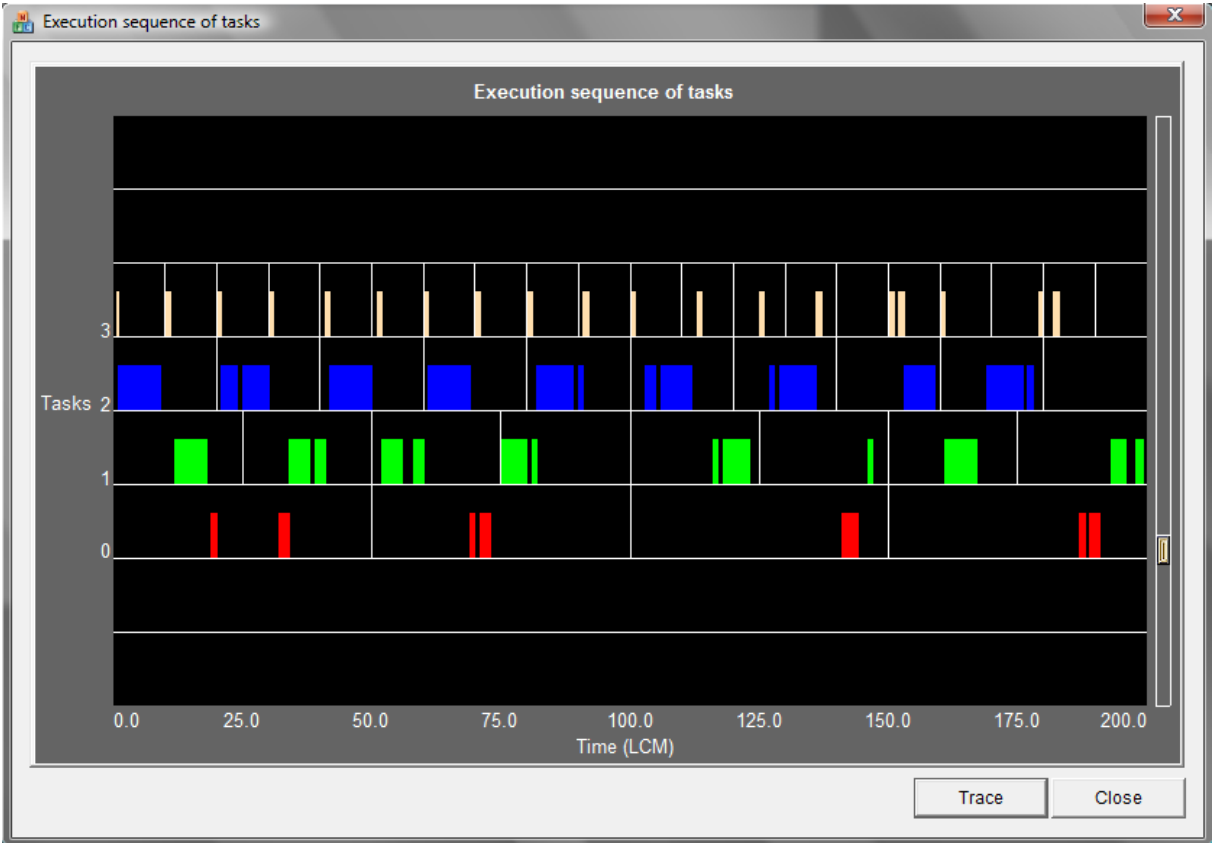 Execution sequence of tasks
Execution sequence of tasks
3
Tasks 2
1
0
0.0 25.0 50.0 75.0 100.0 125.0 150.0 175.0 200.0
Time (LCM)
Trace Close